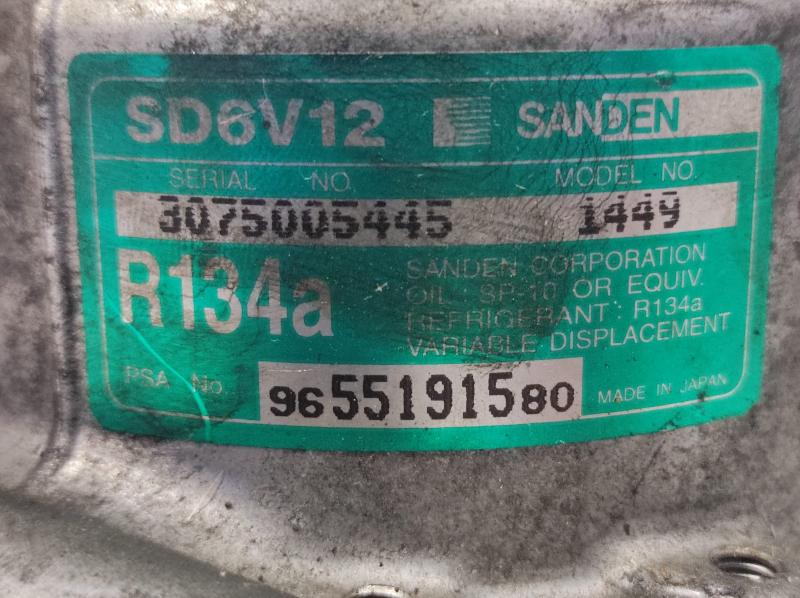 SD6V12 SANDEN
SERIAL NO. MODEL NO.
3075005445 1449
R134a
SANDEN CORPORATION
OIL : SP-10 OR EQUIV.
REFRIGERANT : R134a
VARIABLE DISPLACEMENT
PSA No. 9655191580
MADE IN JAPAN